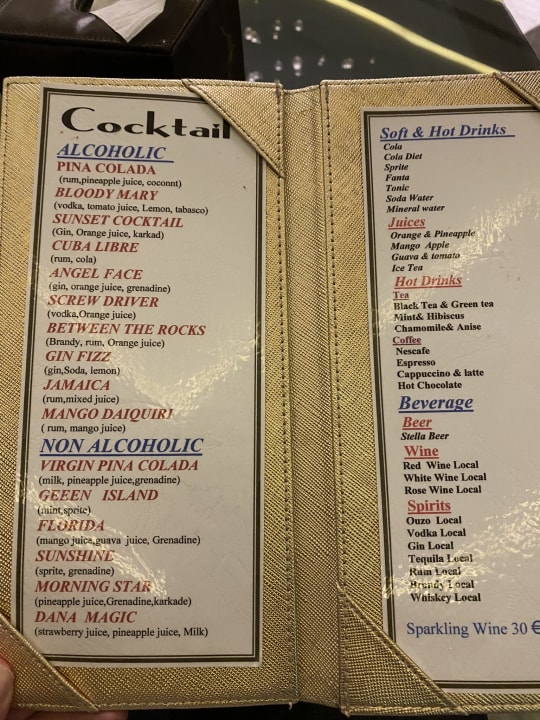 Cocktail
ALCOHOLIC
PINA COLADA
(rum,pineapple juice, coconnt)
BLOODY MARY
(vodka, tomato juice, Lemon, tabasco)
SUNSET COCKTAIL
(Gin, Orange juice, karkad)
CUBA LIBRE
(rum, cola)
ANGEL FACE
(gin, orange juice, grenadine)
SCREW DRIVER
(vodka,Orange juice)
BETWEEN THE ROCKS
(Brandy, rum, Orange juice)
GIN FIZZ
(gin,Soda, lemon)
JAMAICA
(rum,mixed juice)
MANGO DAIQUIRI
( rum, mango juice)
NON ALCOHOLIC
VIRGIN PINA COLADA
(milk, pineapple juice,grenadine)
GEEEN ISLAND
(mint,sprite)
FLORIDA
(mango juice,guava juice, Grenadine)
SUNSHINE
(sprite, grenadine)
MORNING STAR
(pineapple juice,Grenadine,karkade)
DANA MAGIC
(strawberry juice, pineapple juice, Milk)
Soft & Hot Drinks
Cola
Cola Diet
Sprite
Fanta
Tonic
Soda Water
Mineral water
Juices
Orange & Pineapple
Mango Apple
Guava & tomato
Ice Tea
Hot Drinks
Tea
Black Tea & Green tea
Mint& Hibiscus
Chamomile& Anise
Coffee
Nescafe
Espresso
Cappuccino & latte
Hot Chocolate
Beverage
Beer
Stella Beer
Wine
Red Wine Local
White Wine Local
Rose Wine Local
Spirits
Ouzo Local
Vodka Local
Gin Local
Tequila Local
Rum Local
Brandy Local
Whiskey Local
Sparkling Wine 30 €